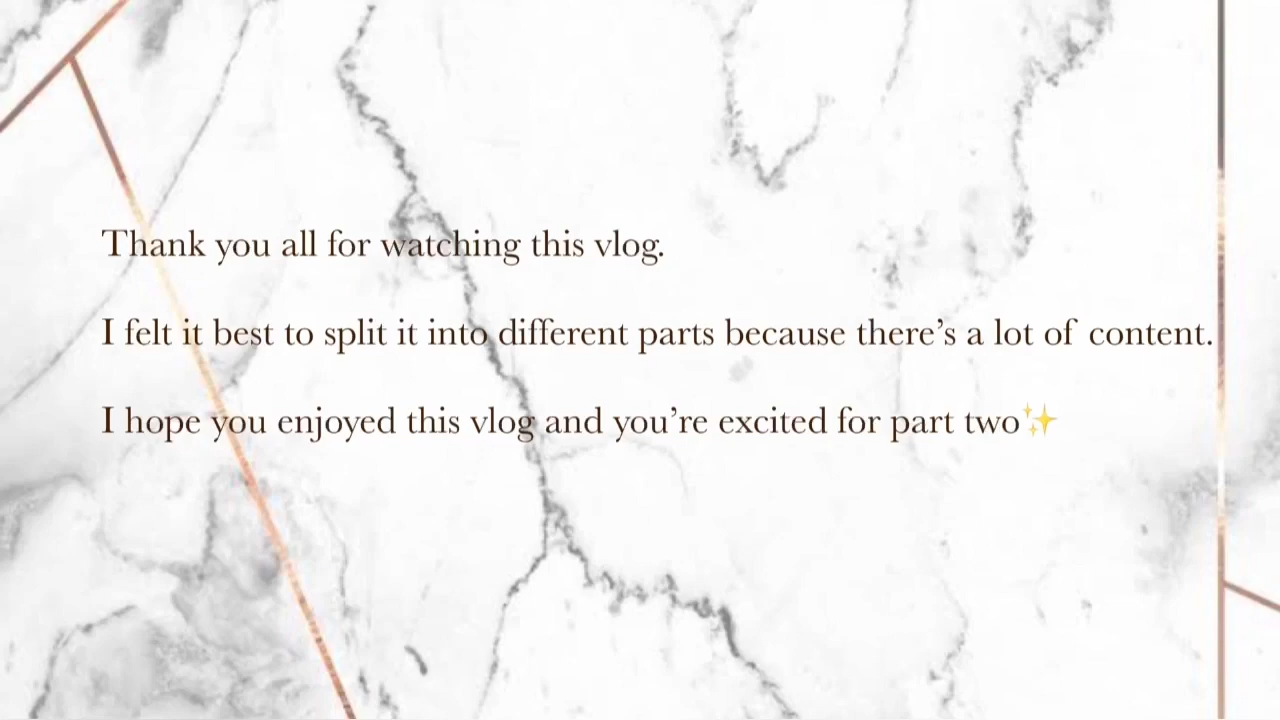 Thank you all for watching this vlog.
I felt it best to split it into different parts because there’s a lot of content.
I hope you enjoyed this vlog and you’re excited for part two✨